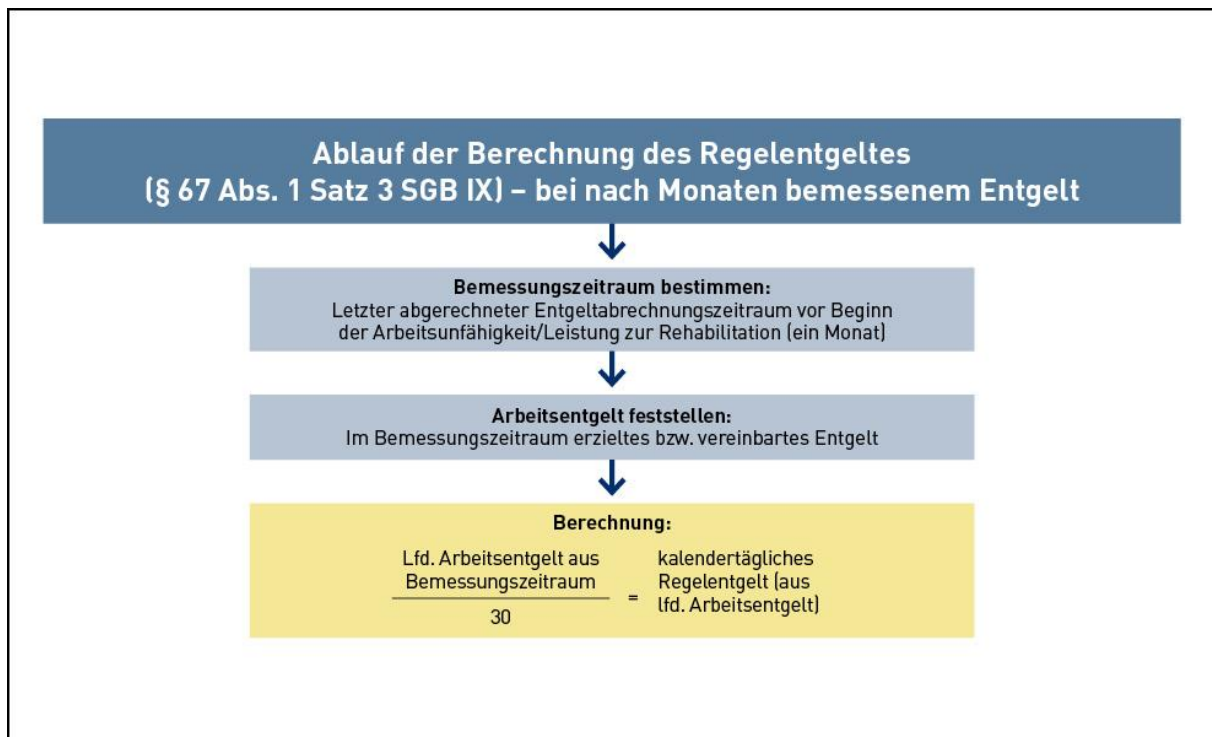 Ablauf der Berechnung des Regelentgeltes
(§ 67 Abs. 1 Satz 3 SGB IX) – bei nach Monaten bemessenem Entgelt
Bemessungszeitraum bestimmen:
Letzter abgerechneter Entgeltabrechnungszeitraum vor Beginn
der Arbeitsunfähigkeit/Leistung zur Rehabilitation (ein Monat)
Arbeitsentgelt feststellen:
Im Bemessungszeitraum erzieltes bzw. vereinbartes Entgelt
Berechnung:
Lfd. Arbeitsentgelt aus
Bemessungszeitraum
30
=
kalendertägliches
Regelentgelt (aus
lfd. Arbeitsentgelt)